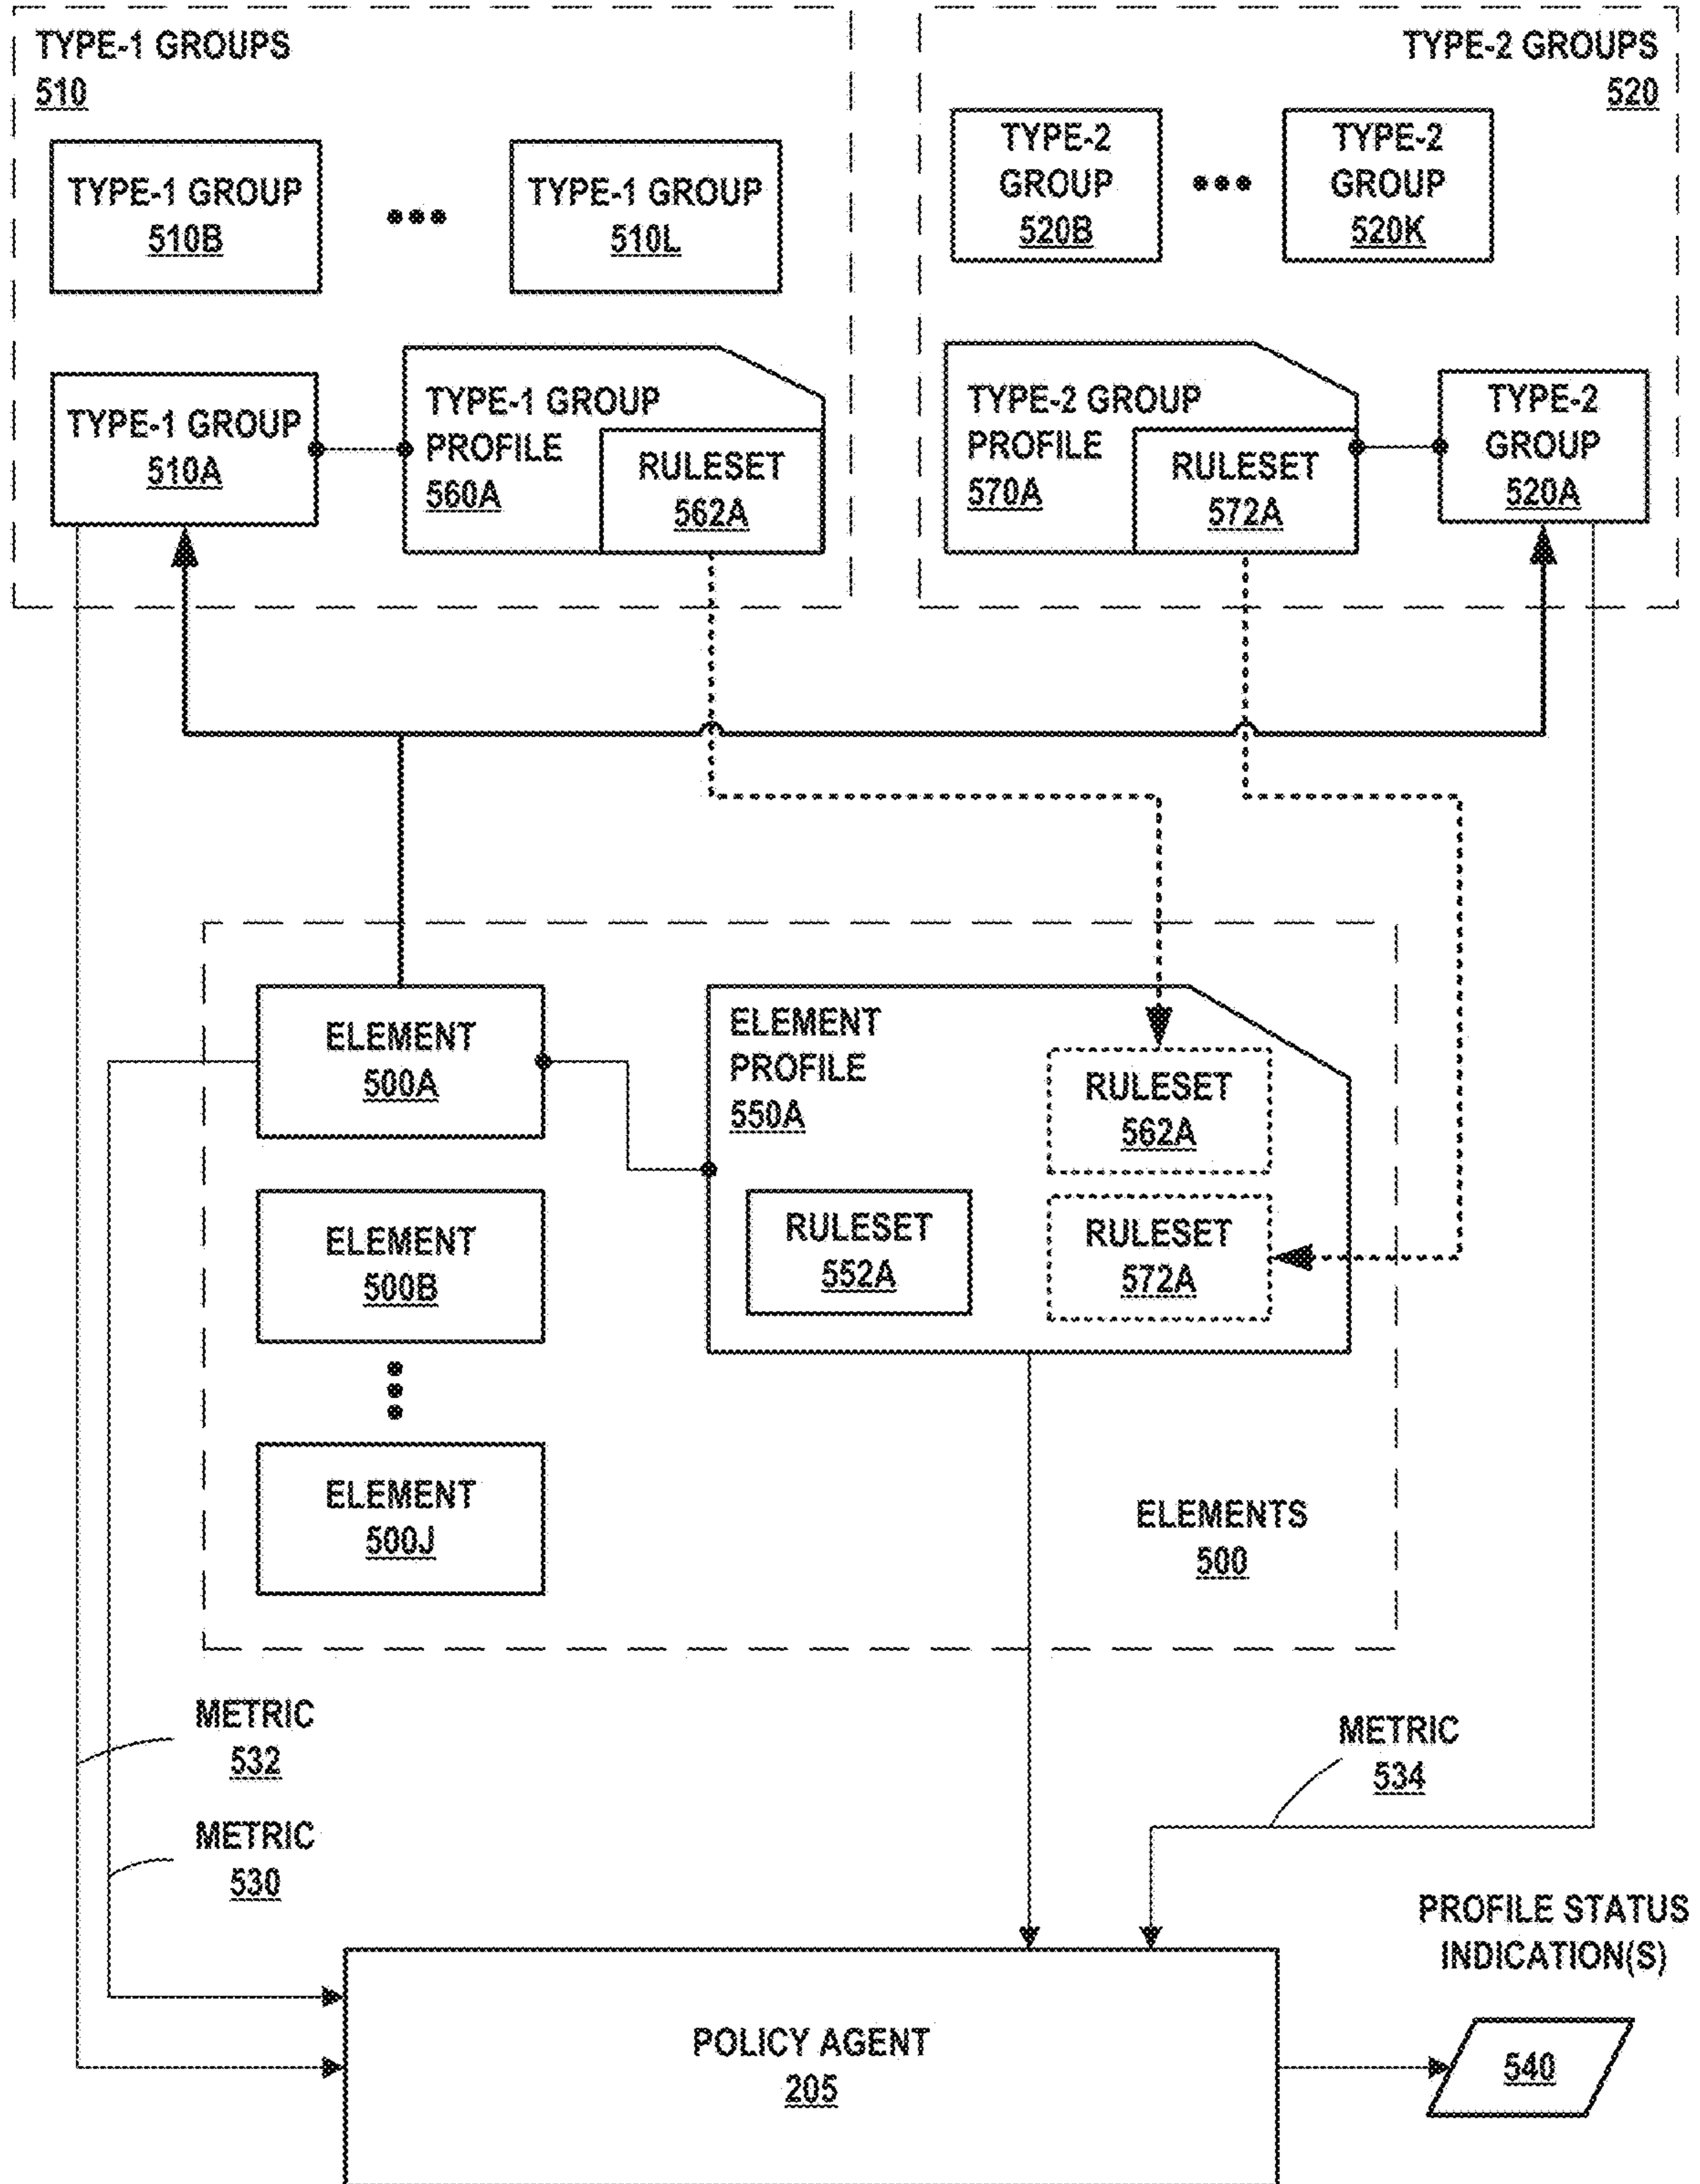 TYPE-1 GROUPS
510
TYPE-1 GROUP
510B
TYPE-1 GROUP
510L
TYPE-1 GROUP
510A
TYPE-1 GROUP
PROFILE
560A
RULESET
562A
TYPE-2 GROUPS
520
TYPE-2
GROUP
520B
TYPE-2
GROUP
520K
TYPE-2 GROUP
PROFILE
570A
RULESET
572A
TYPE-2
GROUP
520A
ELEMENT
500A
ELEMENT
PROFILE
550A
RULESET
562A
RULESET
552A
RULESET
572A
ELEMENT
500B
ELEMENT
500J
ELEMENTS
500
METRIC
532
METRIC
530
METRIC
534
PROFILE STATUS
INDICATION(S)
540
POLICY AGENT
205